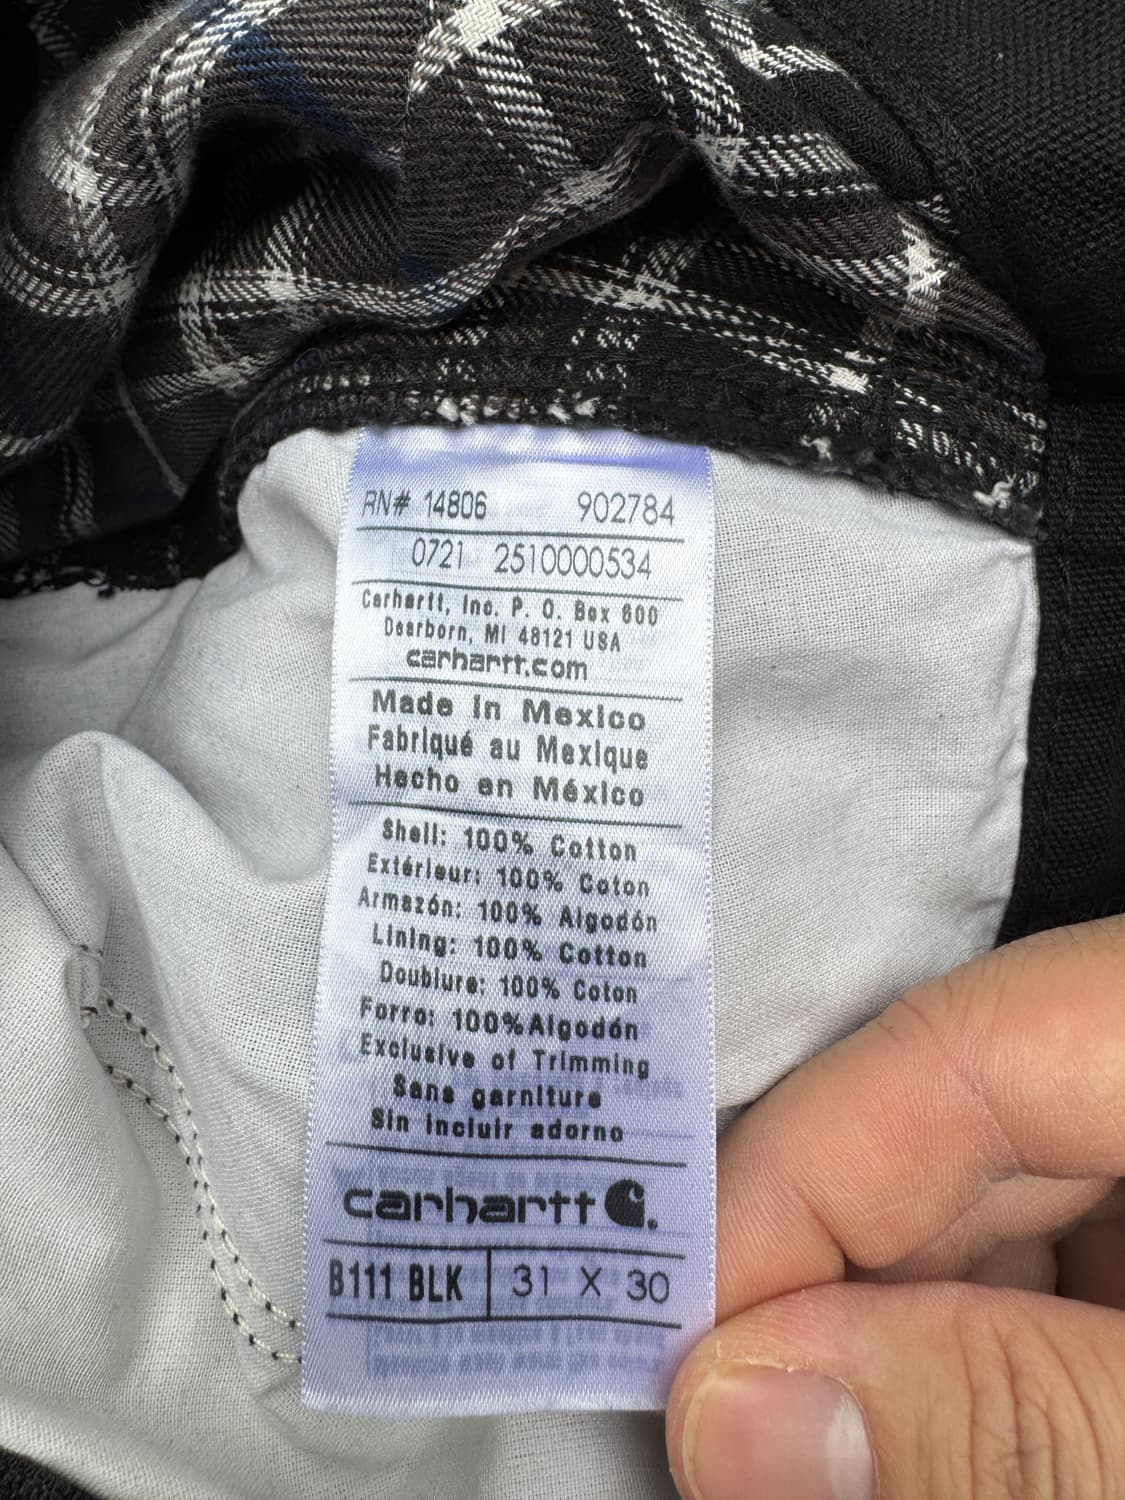 RN# 14806 902784
0721 2510000534
Carhartt, Inc. P. O. Box 600
Dearborn, MI 48121 USA
carhartt.com
Made in Mexico
Fabriqué au Mexique
Hecho en México
Shell: 100% Cotton
Extérieur: 100% Coton
Armazón: 100% Algodón
Lining: 100% Cotton
Doublure: 100% Coton
Forro: 100%Algodón
Exclusive of Trimming
Sans garniture
Sin incluir adorno
carhartt
B111 BLK 31 X 30